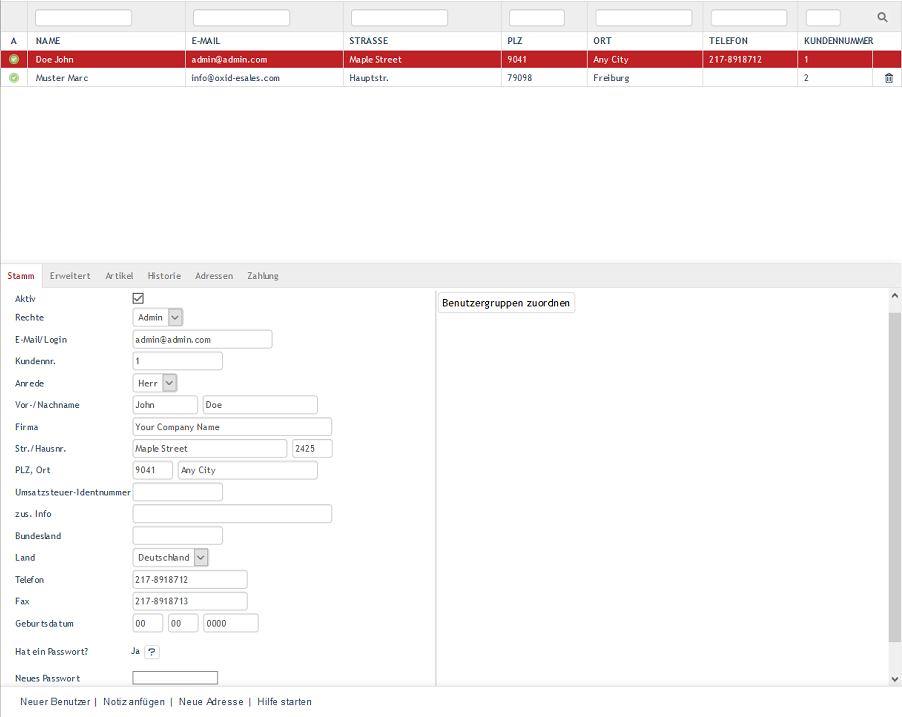 A NAME E-MAIL STRASSE PLZ ORT TELEFON KUNDENNUMMER
Doe John admin@admin.com Maple Street 9041 Any City 217-8918712 1
Muster Marc info@oxid-esales.com Hauptstr. 79098 Freiburg 2
Stamm Erweitert Artikel Historie Adressen Zahlung
Aktiv
Benutzergruppen zuordnen
Rechte Admin
E-Mail/Login admin@admin.com
Kundennr. 1
Anrede Herr
Vor-/Nachname John Doe
Firma Your Company Name
Str./Hausnr. Maple Street 2425
PLZ, Ort 9041 Any City
Umsatzsteuer-Identnummer
zus. Info
Bundesland
Land Deutschland
Telefon 217-8918712
Fax 217-8918713
Geburtsdatum 00 00 0000
Hat ein Passwort? Ja ?
Neues Passwort
Neuer Benutzer | Notiz anfügen | Neue Adresse | Hilfe starten